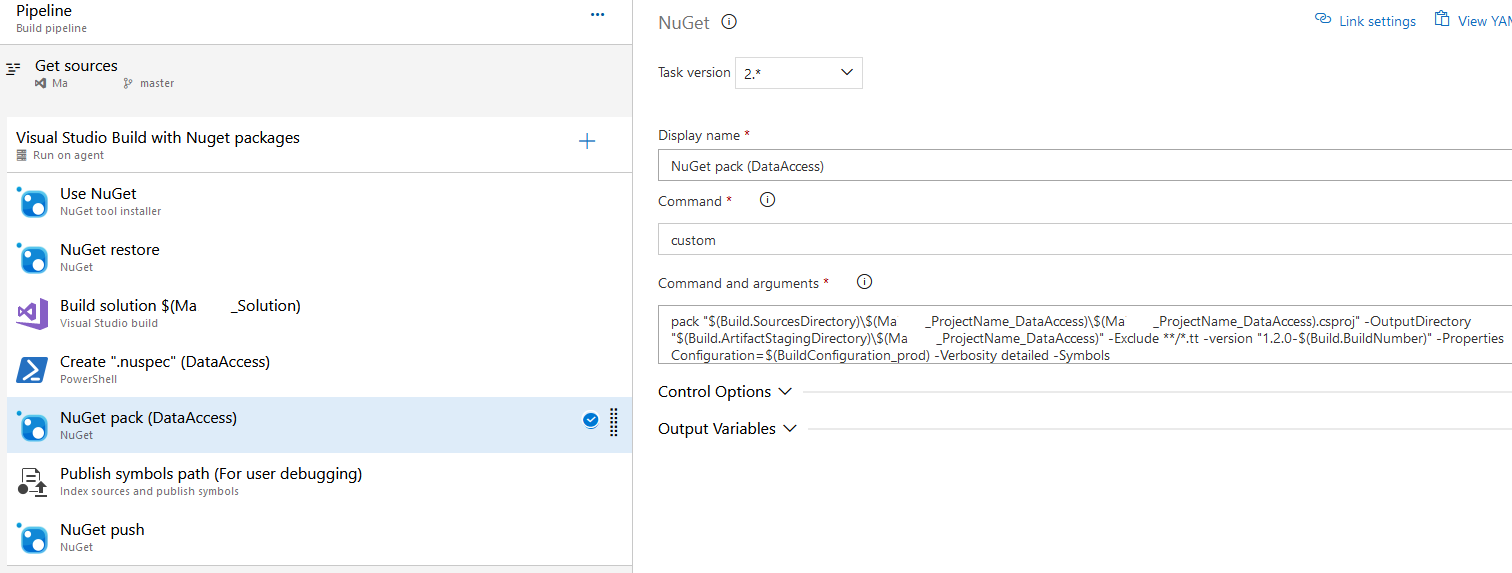 Pipeline
Build pipeline
...
Get sources
Ma master
Visual Studio Build with Nuget packages
Run on agent
Use NuGet
NuGet tool installer
NuGet restore
NuGet
Build solution $(Ma _Solution)
Visual Studio build
Create ".nuspec" (DataAccess)
PowerShell
NuGet pack (DataAccess)
NuGet
Publish symbols path (For user debugging)
Index sources and publish symbols
NuGet push
NuGet
NuGet
Link settings
View YAM
Task version 2.*
Display name *
NuGet pack (DataAccess)
Command *
custom
Command and arguments *
pack "$(Build.SourcesDirectory)\$(Ma _ProjectName_DataAccess)\$(Ma _ProjectName_DataAccess).csproj" -OutputDirectory
"$(Build.ArtifactStagingDirectory)\$(Ma _ProjectName_DataAccess)" -Exclude **/*.tt -version "1.2.0-$(Build.BuildNumber)" -Properties
Configuration=$(BuildConfiguration_prod) -Verbosity detailed -Symbols
Control Options
Output Variables